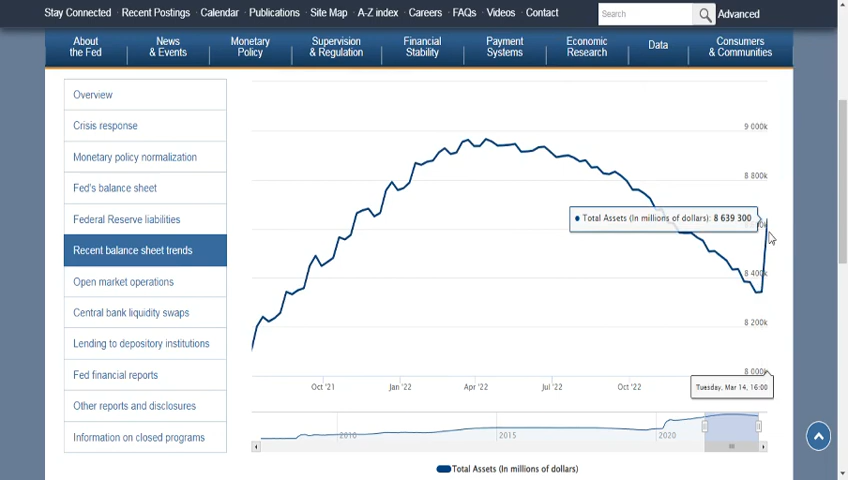 Stay Connected Recent Postings Calendar Publications Site Map A-Z index Careers FAQs Videos Contact Search Advanced
About the Fed
News & Events
Monetary Policy
Supervision & Regulation
Financial Stability
Payment Systems
Economic Research
Data
Consumers & Communities
Overview
Crisis response
Monetary policy normalization
Fed's balance sheet
Federal Reserve liabilities
Recent balance sheet trends
Open market operations
Central bank liquidity swaps
Lending to depository institutions
Fed financial reports
Other reports and disclosures
Information on closed programs
9 000k
8 800k
Total Assets (In millions of dollars): 8 639 300
8 400k
8 200k
8 000k
Oct '21 Jan '22 Apr '22 Jul '22 Oct '22
Tuesday, Mar 14, 16:00
2010 2015 2020
Total Assets (In millions of dollars)